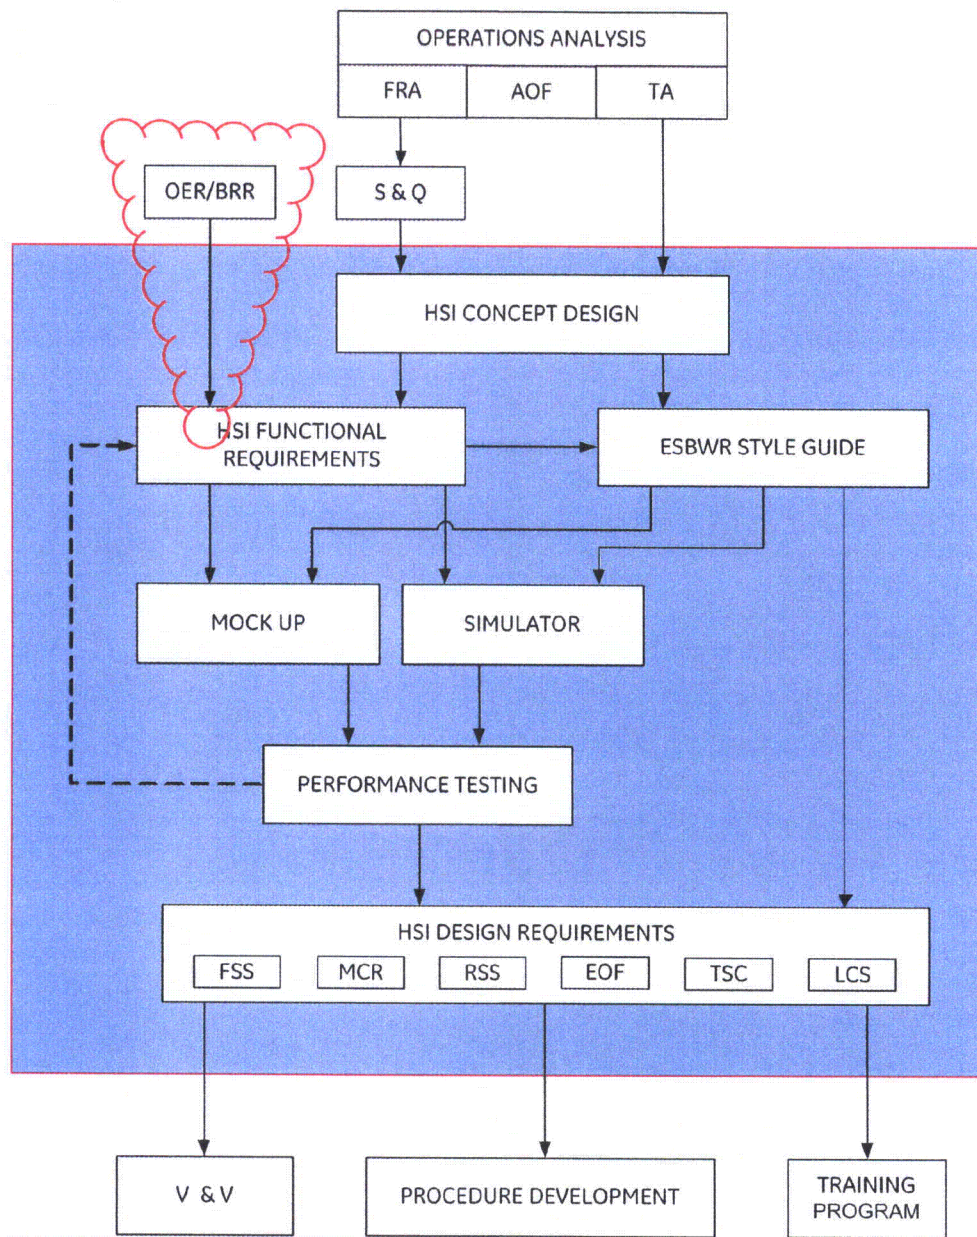 OPERATIONS ANALYSIS
FRA
AOF
TA
OER/BRR
S & Q
HSI CONCEPT DESIGN
HSI FUNCTIONAL
REQUIREMENTS
ESBWR STYLE GUIDE
MOCK UP
SIMULATOR
PERFORMANCE TESTING
HSI DESIGN REQUIREMENTS
FSS
MCR
RSS
EOF
TSC
LCS
V & V
PROCEDURE DEVELOPMENT
TRAINING
PROGRAM